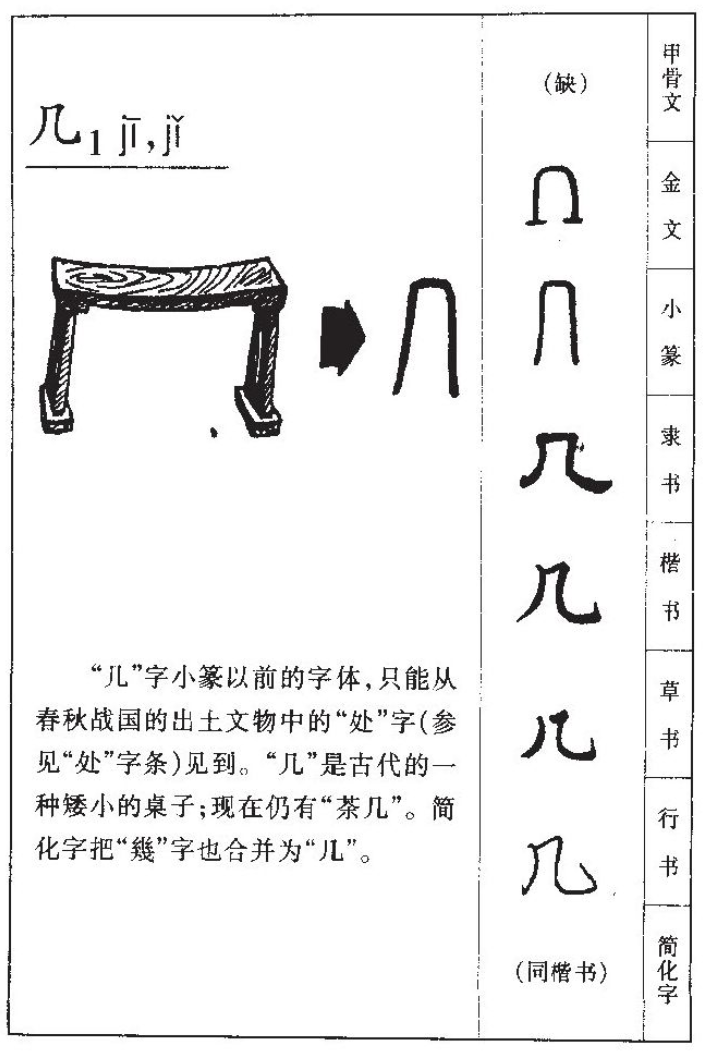 几1 jī,jǐ
“几”字小篆以前的字体,只能从
春秋战国的出土文物中的“处”字(参
见“处”字条)见到。“几”是古代的一
种矮小的桌子;现在仍有“茶几”。简
化字把“幾”字也合并为“几”。
(缺)
甲骨文
金文
小篆
几
隶书
几
楷书
几
草书
几
行书
(同楷书)
简化字